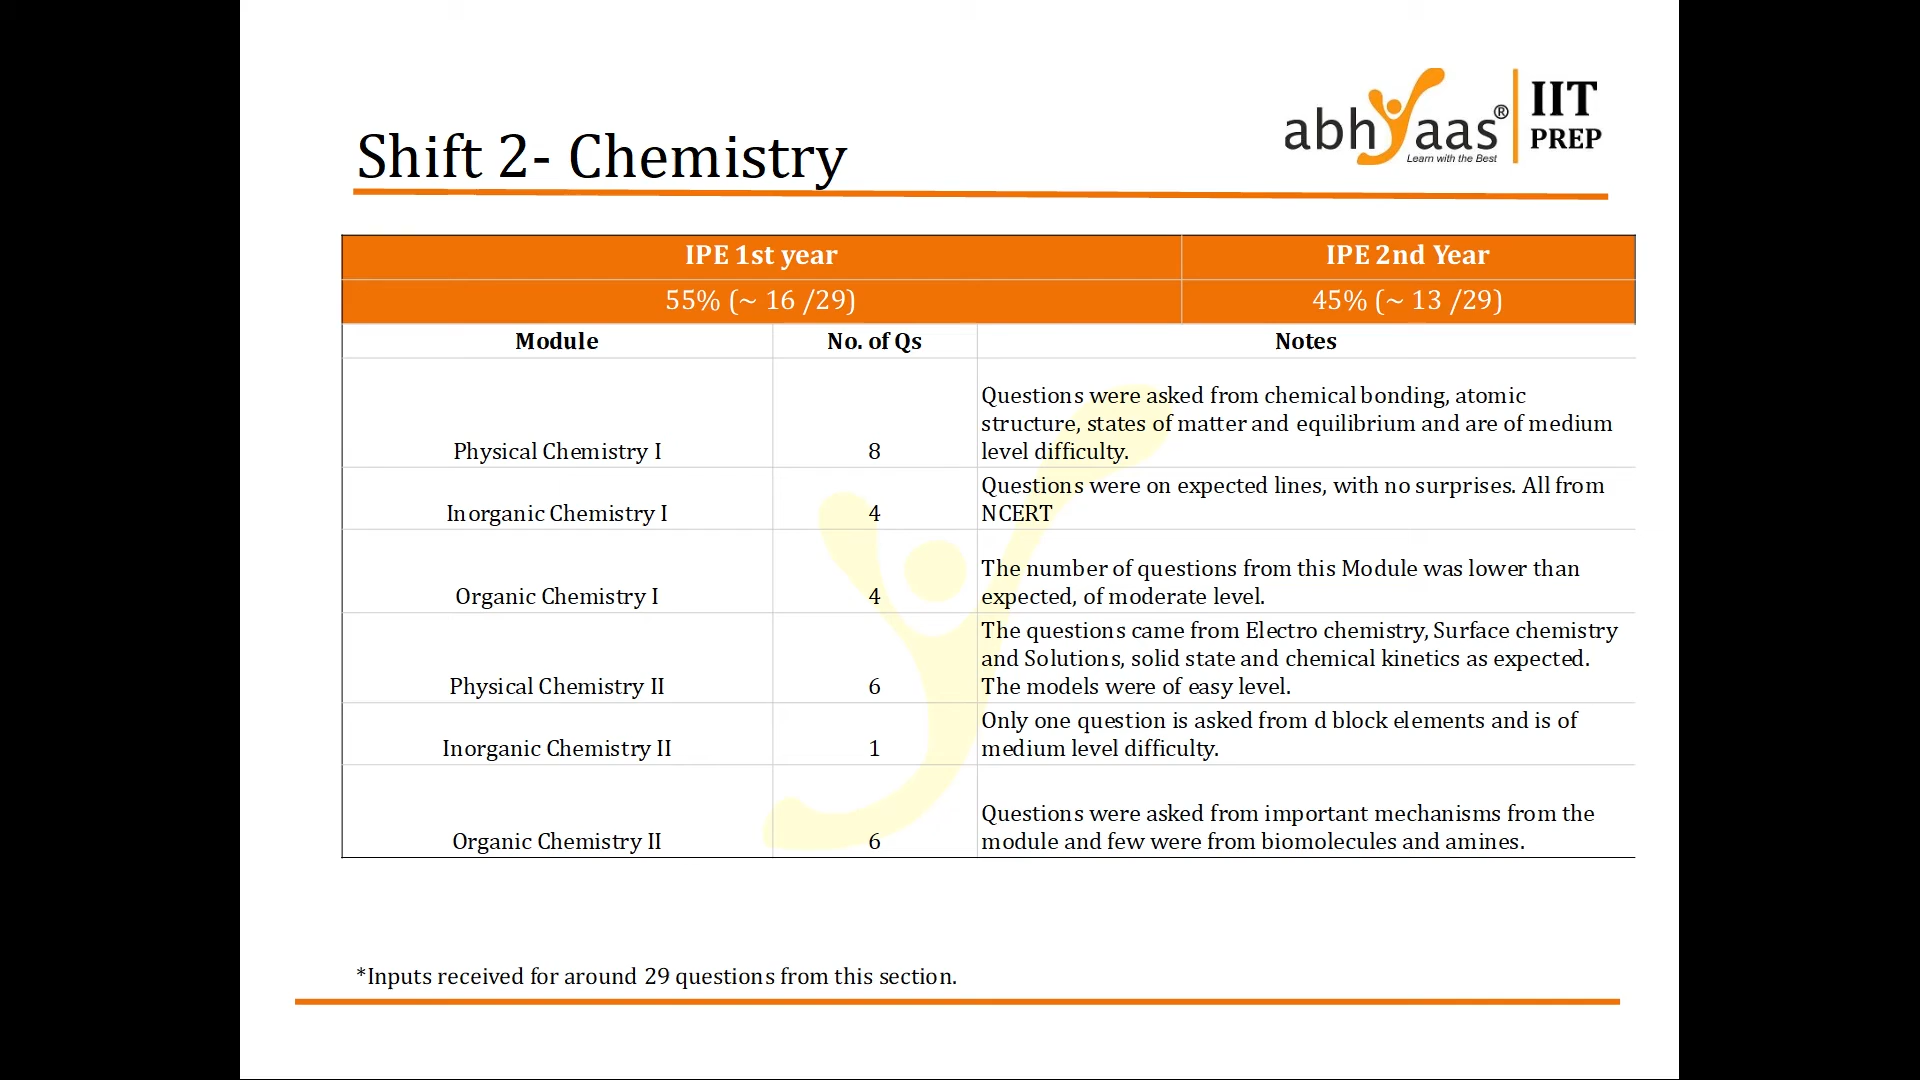 abhyaas®
Learn with the Best
IIT
PREP
Shift 2- Chemistry
IPE 1st year
IPE 2nd Year
55% (~ 16 /29)
45% (~ 13 /29)
Module
No. of Qs
Notes
Physical Chemistry I
8
Questions were asked from chemical bonding, atomic
structure, states of matter and equilibrium and are of medium
level difficulty.
Inorganic Chemistry I
4
Questions were on expected lines, with no surprises. All from
NCERT
Organic Chemistry I
4
The number of questions from this Module was lower than
expected, of moderate level.
Physical Chemistry II
6
The questions came from Electro chemistry, Surface chemistry
and Solutions, solid state and chemical kinetics as expected.
The models were of easy level.
Inorganic Chemistry II
1
Only one question is asked from d block elements and is of
medium level difficulty.
Organic Chemistry II
6
Questions were asked from important mechanisms from the
module and few were from biomolecules and amines.
*Inputs received for around 29 questions from this section.